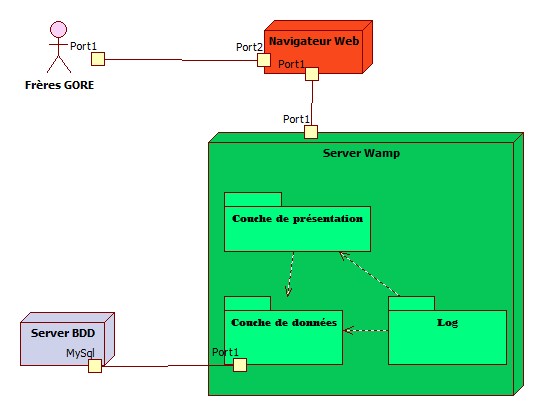 Port1
Frères GORE
Port2
Navigateur Web
Port1
Port1
Server Wamp
Couche de présentation
Couche de données
Log
Server BDD
MySql
Port1